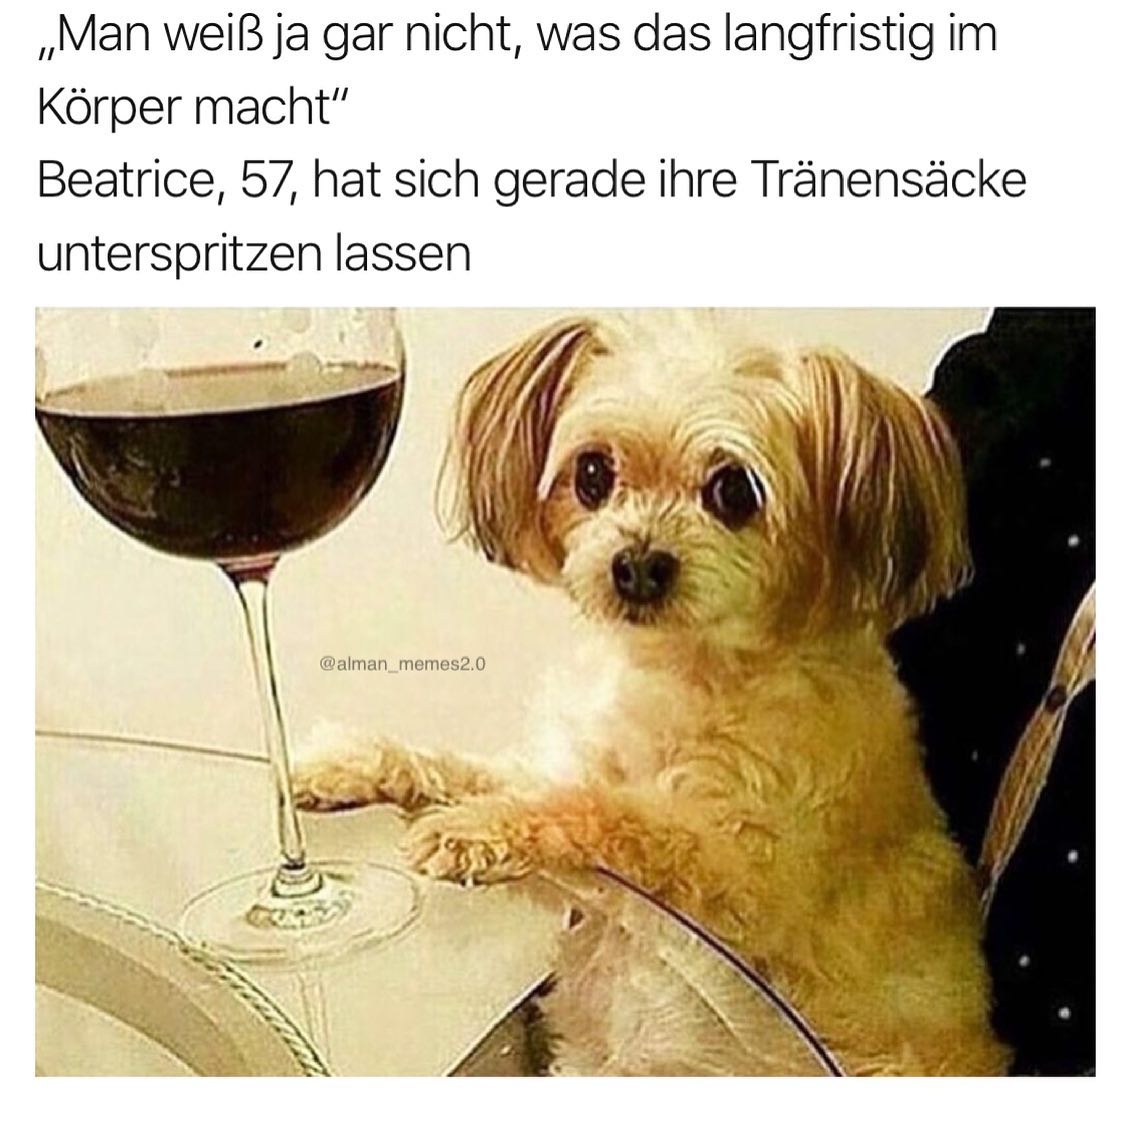 „Man weiß ja gar nicht, was das langfristig im
Körper macht“
Beatrice, 57, hat sich gerade ihre Tränensäcke
unterspritzen lassen
@alman_memes2.0